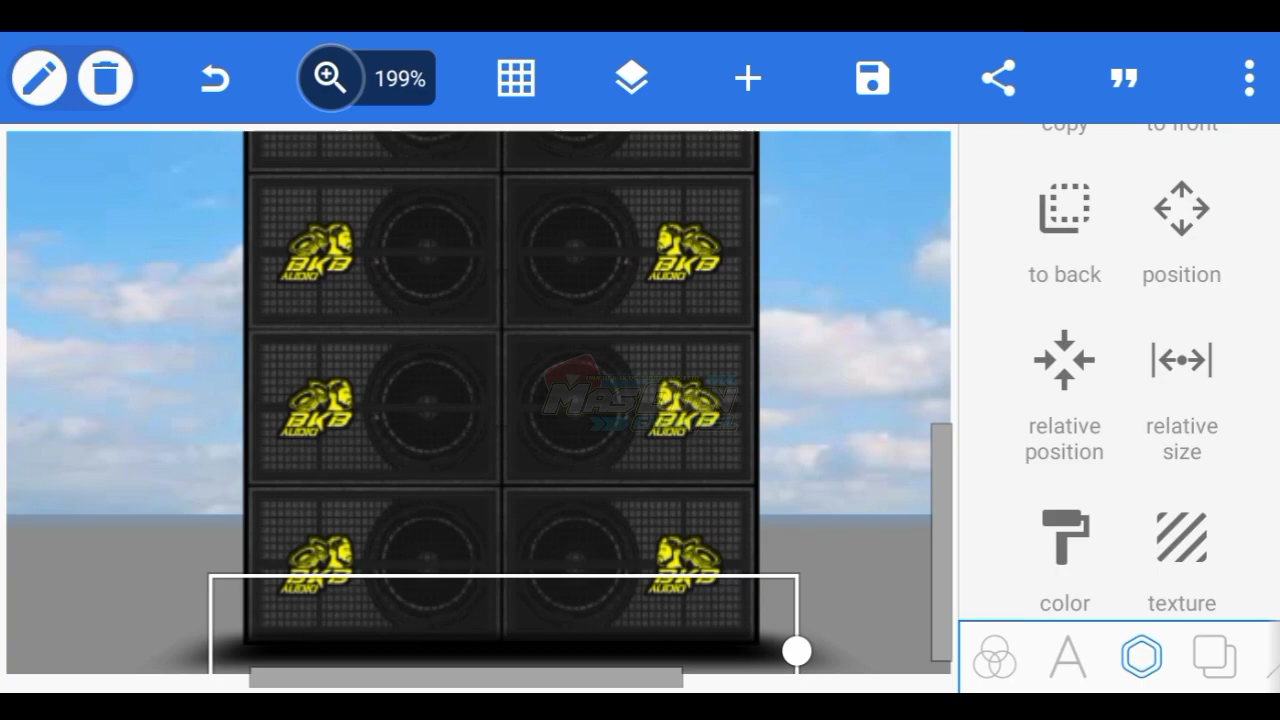 199%
copy
to front
to back
position
BKB
AUDIO
BKB
AUDIO
relative
position
relative
size
BKB
AUDIO
BKB
AUDIO
color
texture
BKB
AUDIO
BKB
AUDIO